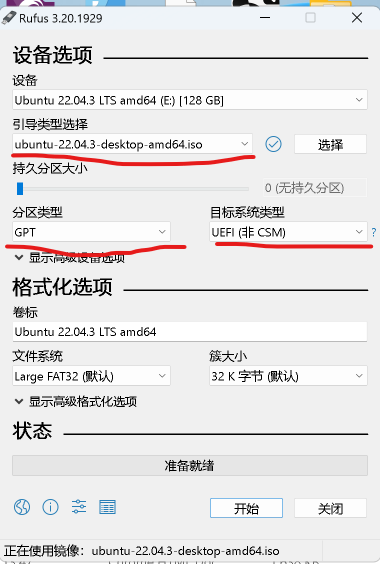 Rufus 3.20.1929
设备选项
设备
Ubuntu 22.04.3 LTS amd64 (E:) [128 GB]
引导类型选择
ubuntu-22.04.3-desktop-amd64.iso 选择
持久分区大小
0 (无持久分区)
分区类型 目标系统类型
GPT UEFI (非 CSM) ?
显示高级设备选项
格式化选项
卷标
Ubuntu 22.04.3 LTS amd64
文件系统 簇大小
Large FAT32 (默认) 32 K 字节 (默认)
显示高级格式化选项
状态
准备就绪
开始 关闭
正在使用镜像：ubuntu-22.04.3-desktop-amd64.iso